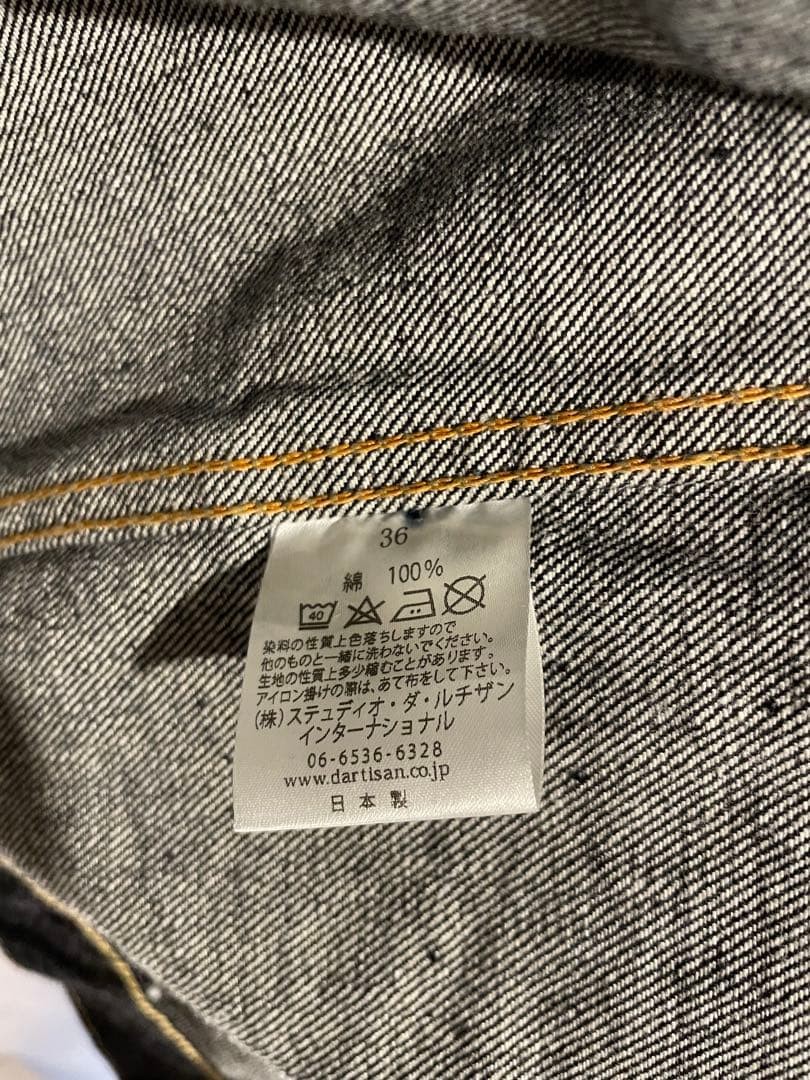 36
綿 100%
40
染料の性質上色落ちしますので
他のものと一緒に洗わないでください。
生地の性質上多少縮むことがあります。
アイロン掛けの際は、あて布をして下さい。
(株)ステュディオ・ダ・ルチザン
インターナショナル
06-6536-6328
www.dartisan.co.jp
日本製